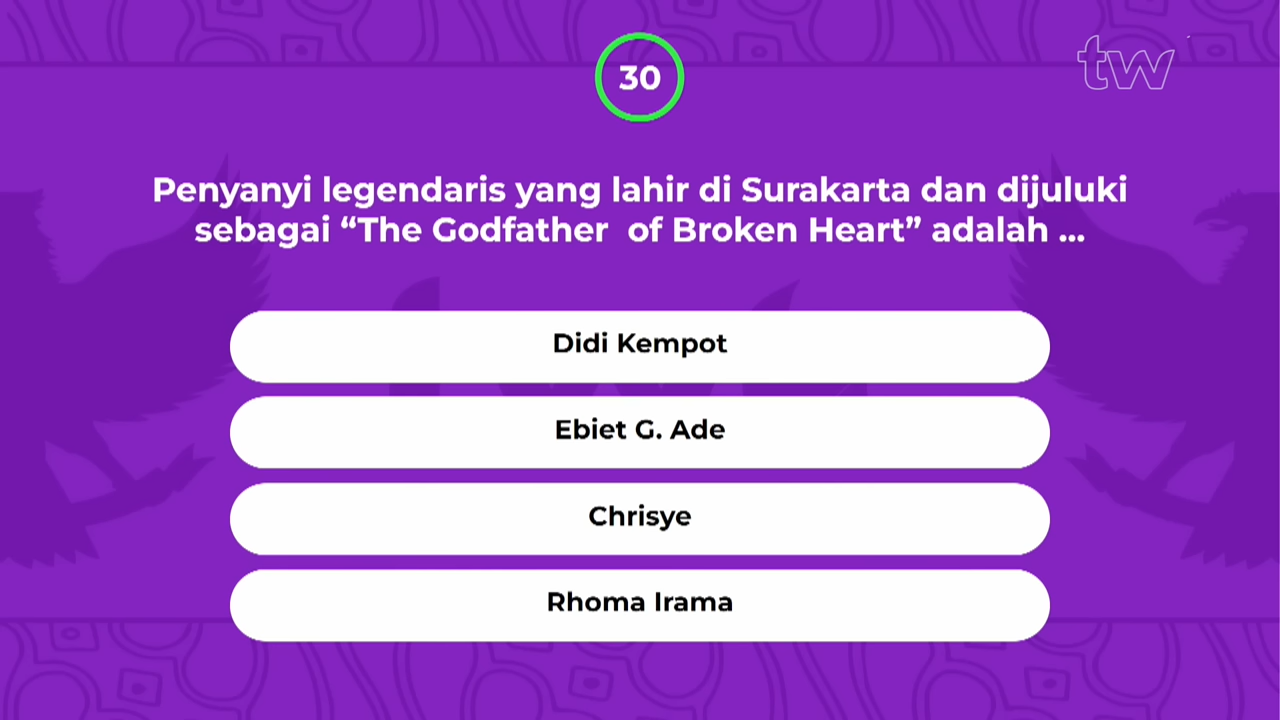 30
tw
Penyanyi legendaris yang lahir di Surakarta dan dijuluki
sebagai “The Godfather  of Broken Heart” adalah ...
Didi Kempot
Ebiet G. Ade
Chrisye
Rhoma Irama